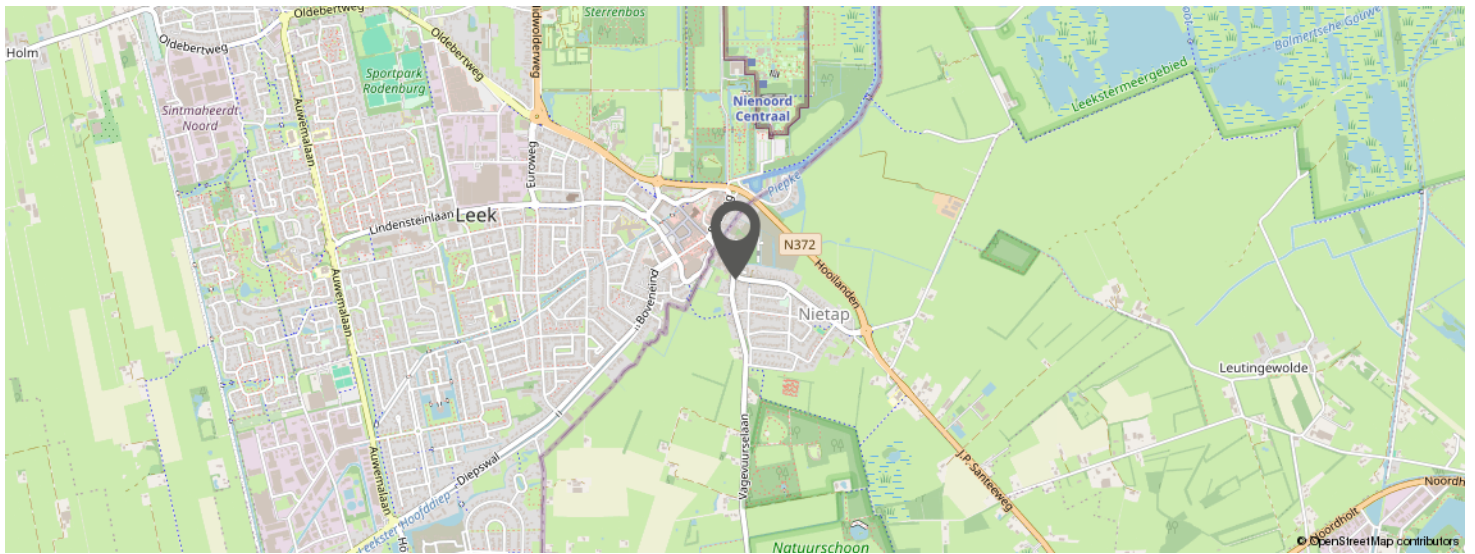 Holm
Oldebertweg
Oldebertweg
Oldebertweg
Sterrenbos
Sportpark
Rodenburg
Sintmaheerdt
Noord
Auwemalaan
Euroweg
Nienoord
Centraal
Leekstermeergebied
Bolmertsche Gouwe
Piepke
Leek
Lindensteinlaan
N372
Hooilanden
Auwemalaan
Boveneind
Nietap
Leutingewolde
Vagevuurselaan
Auwemalaan
Diepswal
Leekster Hoofddiep
J.P. Santeeweg
Natuurschoon
© OpenStreetMap contributors